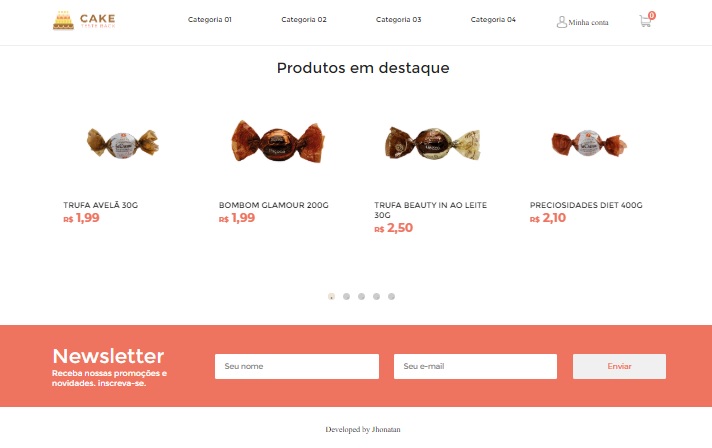 CAKE
Categoria 01
Categoria 02
Categoria 03
Categoria 04
Minha conta
0
Produtos em destaque
TRUFA AVELÃ 30G
R$ 1,99
BOMBOM GLAMOUR 200G
R$ 1,99
TRUFA BEAUTY IN AO LEITE
30G
R$ 2,50
PRECIOSIDADES DIET 400G
R$ 2,10
Newsletter
Receba nossas promoções e
novidades. inscreva-se.
Seu nome
Seu e-mail
Enviar
Developed by Jhonatan